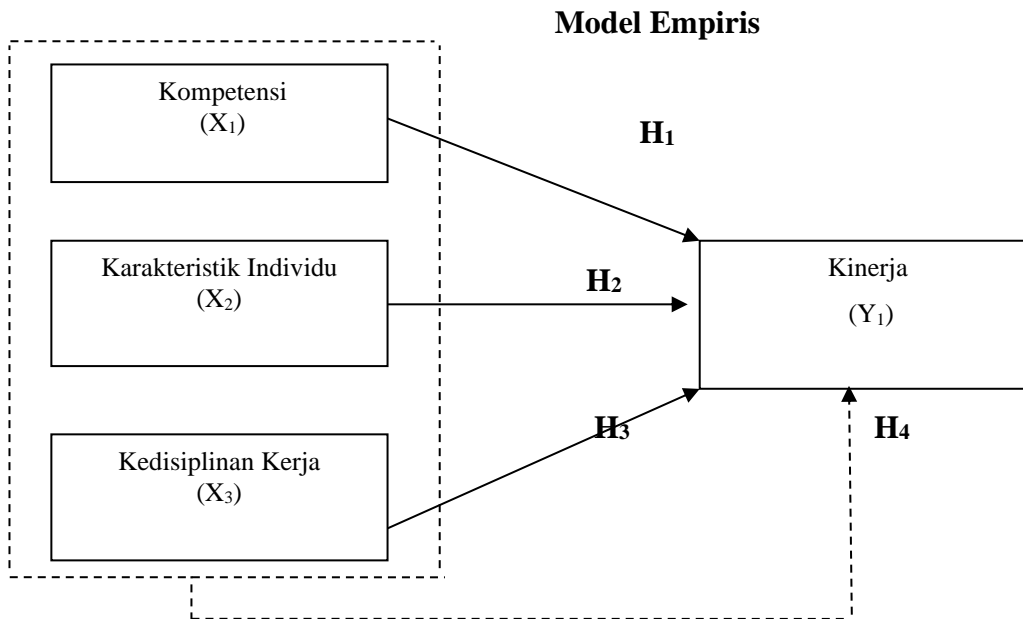 Model Empiris
Kompetensi
(X₁)
H₁
Karakteristik Individu
(X₂)
H₂
Kinerja
(Y₁)
Kedisiplinan Kerja
(X₃)
H₃
H₄